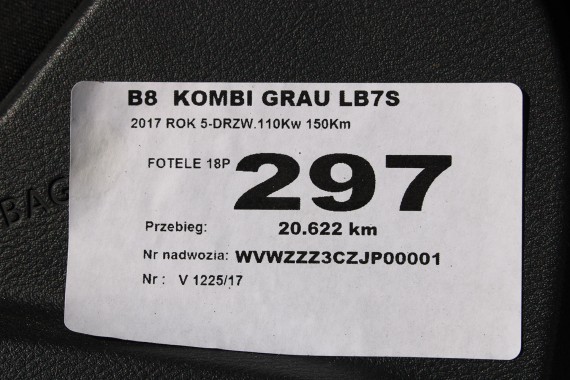 B8 KOMBI GRAU LB7S
2017 ROK 5-DRZW.110Kw 150Km
FOTELE 18P 297
BAG
Przebieg: 20.622 km
Nr nadwozia: WVWZZZ3CZJP00001
Nr : V 1225/17